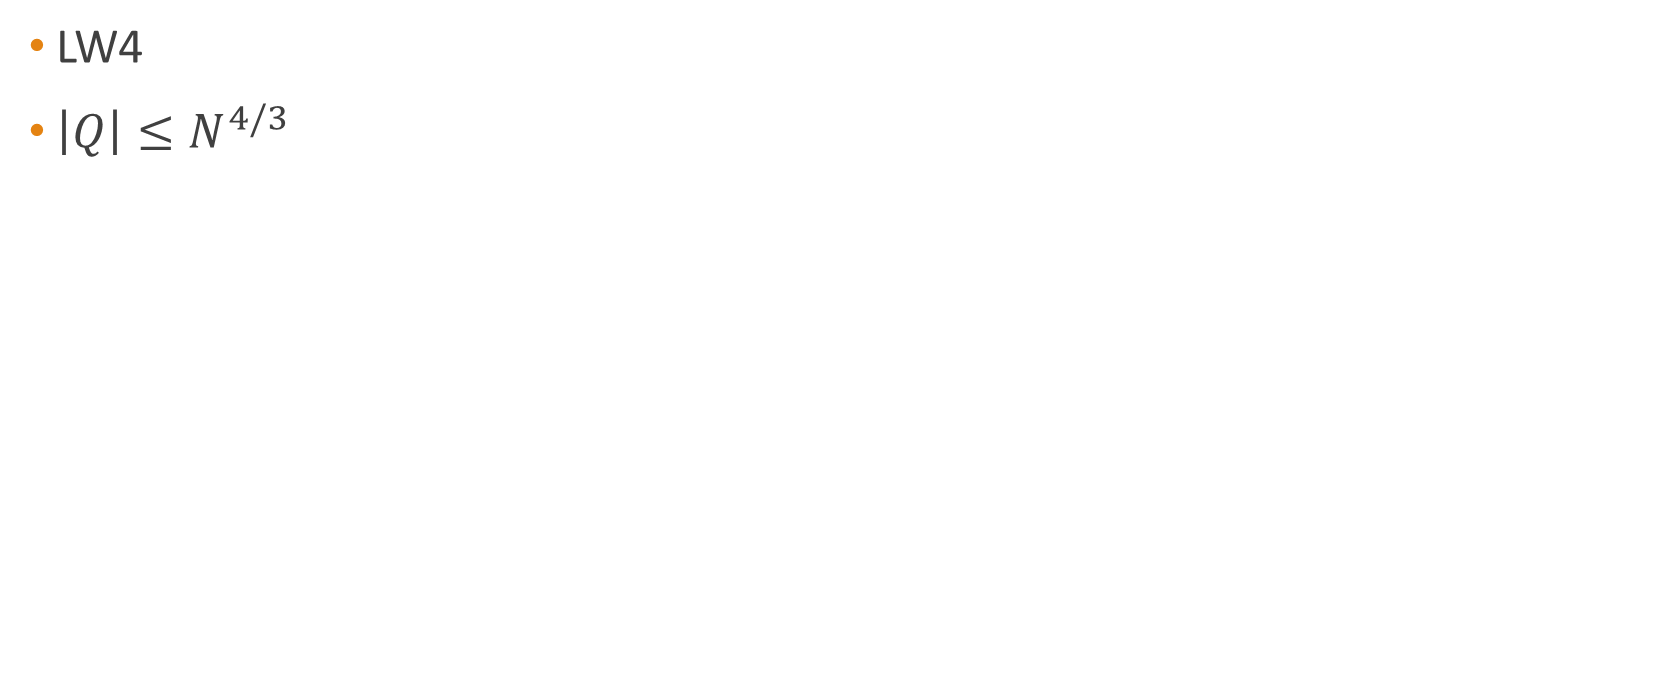 • LW4
• |𝑄| ≤ 𝑁^{4/3}